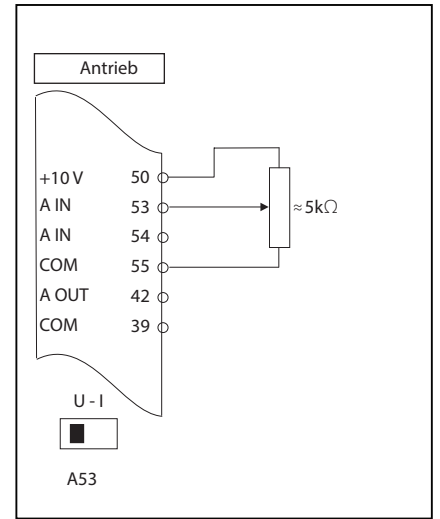 Antrieb
+10 V 50
A IN 53
≈ 5kΩ
A IN 54
COM 55
A OUT 42
COM 39
U - I
A53